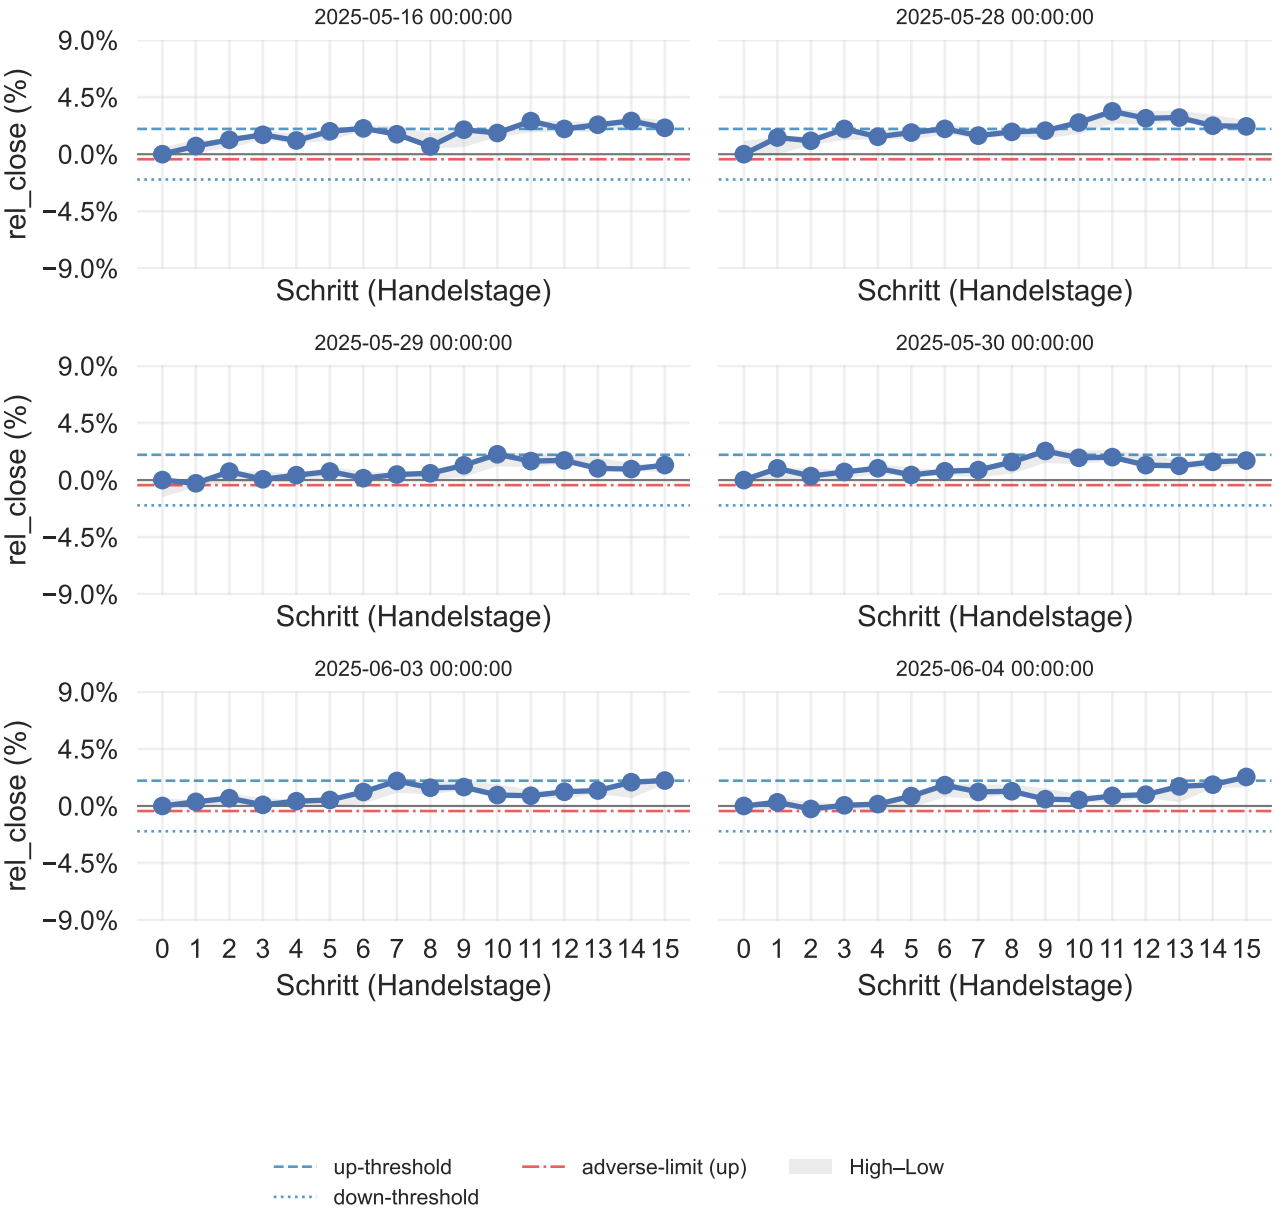 2025-05-16 00:00:00
2025-05-28 00:00:00
9.0%
4.5%
0.0%
−4.5%
−9.0%
rel_close (%)
Schritt (Handelstage)
Schritt (Handelstage)
2025-05-29 00:00:00
2025-05-30 00:00:00
9.0%
4.5%
0.0%
−4.5%
−9.0%
rel_close (%)
Schritt (Handelstage)
Schritt (Handelstage)
2025-06-03 00:00:00
2025-06-04 00:00:00
9.0%
4.5%
0.0%
−4.5%
−9.0%
rel_close (%)
0 1 2 3 4 5 6 7 8 9 10 11 12 13 14 15
0 1 2 3 4 5 6 7 8 9 10 11 12 13 14 15
Schritt (Handelstage)
Schritt (Handelstage)
up-threshold
down-threshold
adverse-limit (up)
High–Low